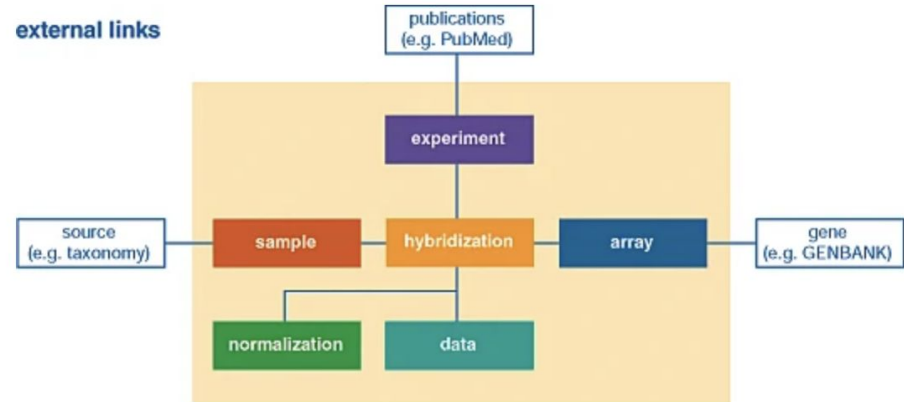 external links
publications
(e.g. PubMed)
experiment
source
(e.g. taxonomy)
sample
hybridization
array
gene
(e.g. GENBANK)
normalization
data